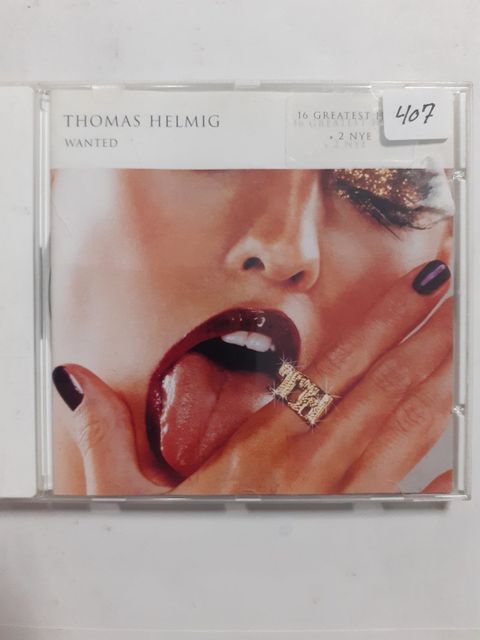 THOMAS HELMIG
WANTED
16 GREATEST
+ 2 NYE
407
TH